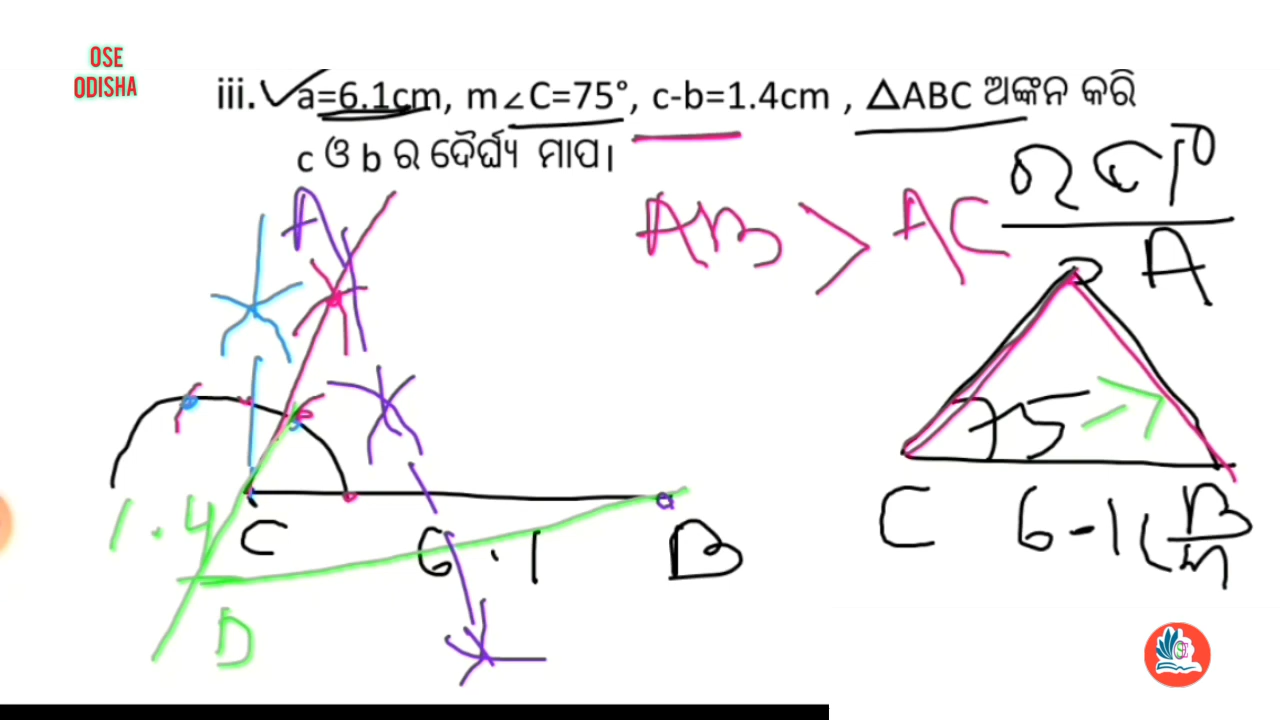 OSE
ODISHA
iii. a=6.1cm, m∠C=75°, c-b=1.4cm , △ABC ଅଙ୍କନ କରି
c ଓ b ର ଦୈର୍ଘ୍ୟ ମାପ।
AB > AC
A
A
75
1.4
C
6.1
B
C
6-1
B
D